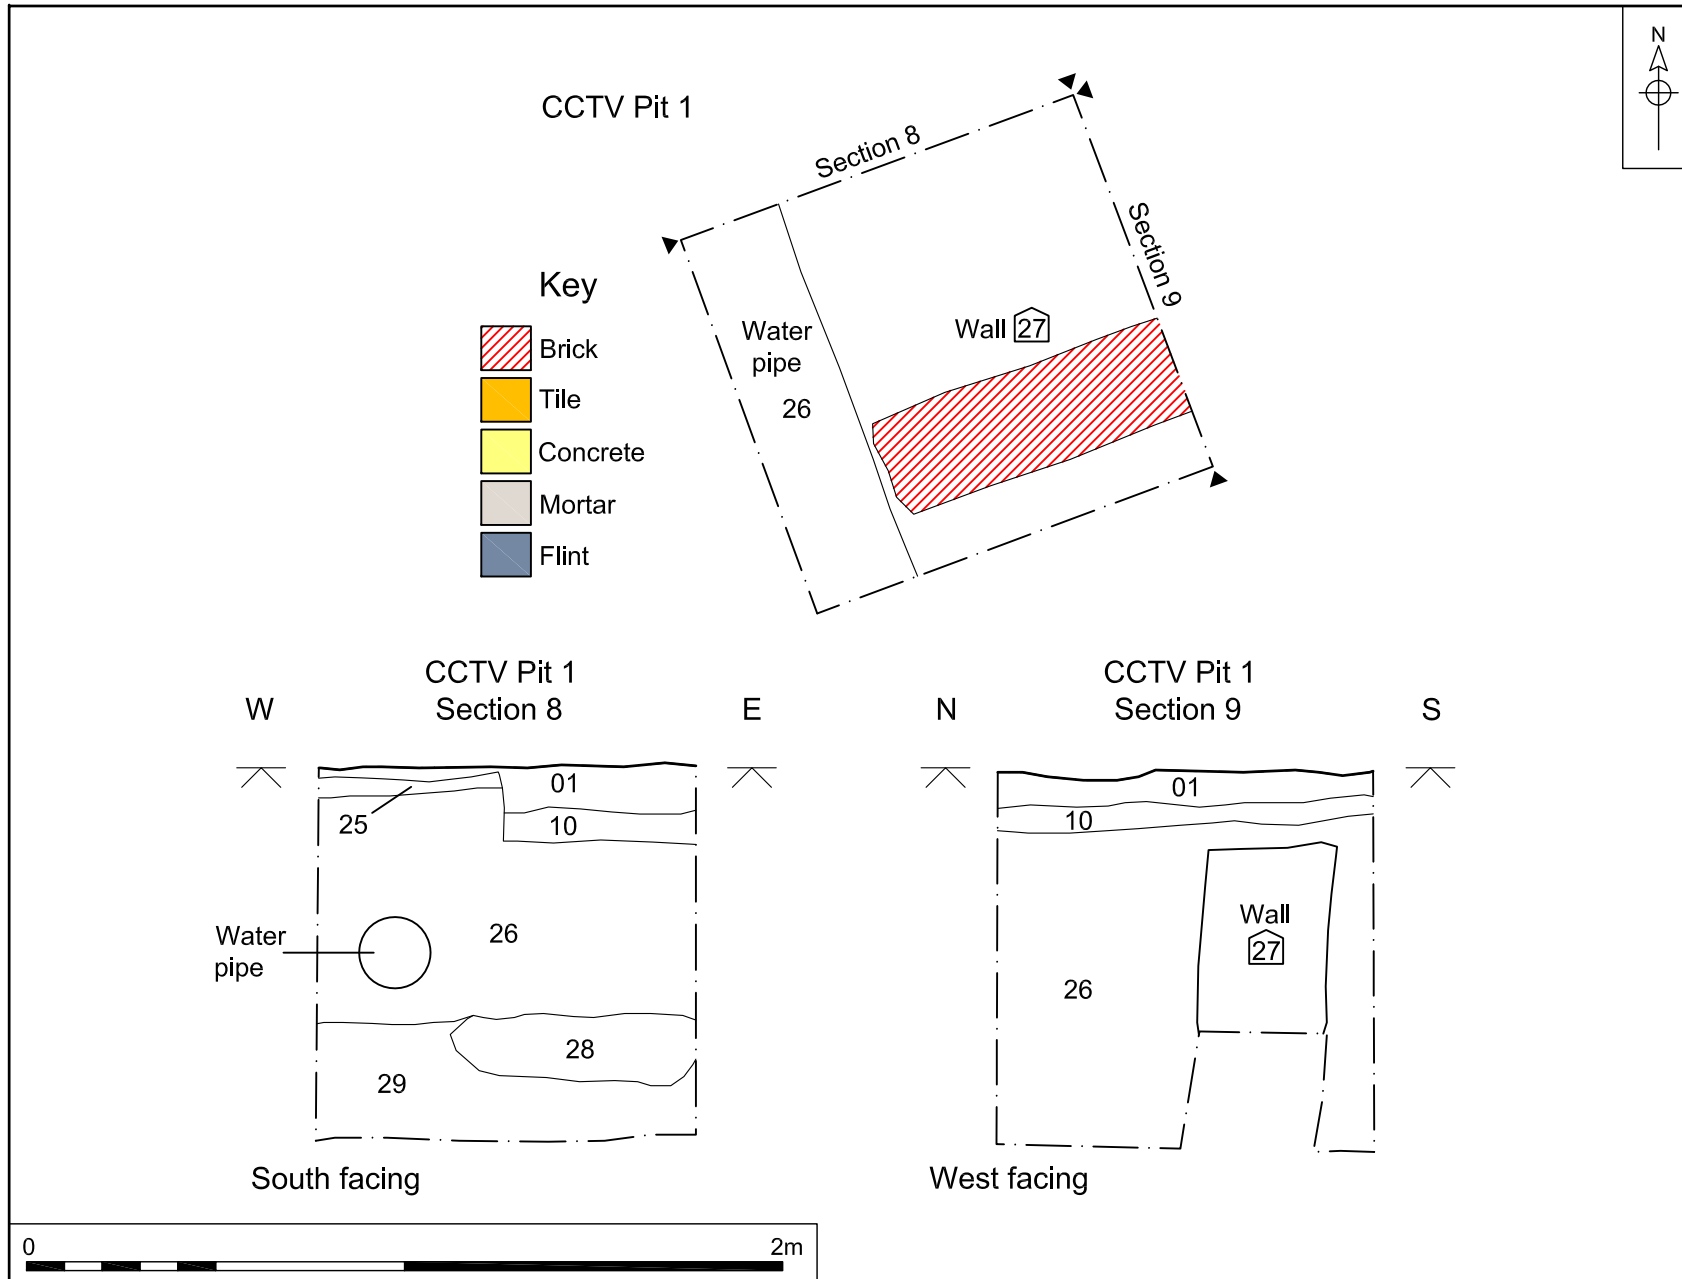 N
CCTV Pit 1
Section 8
Section 9
Key
Brick
Tile
Concrete
Mortar
Flint
Water
pipe
26
Wall 27
CCTV Pit 1
Section 8
W
E
01
25
10
Water
pipe
26
28
29
South facing
CCTV Pit 1
Section 9
N
S
01
10
Wall
27
26
West facing
0
2m